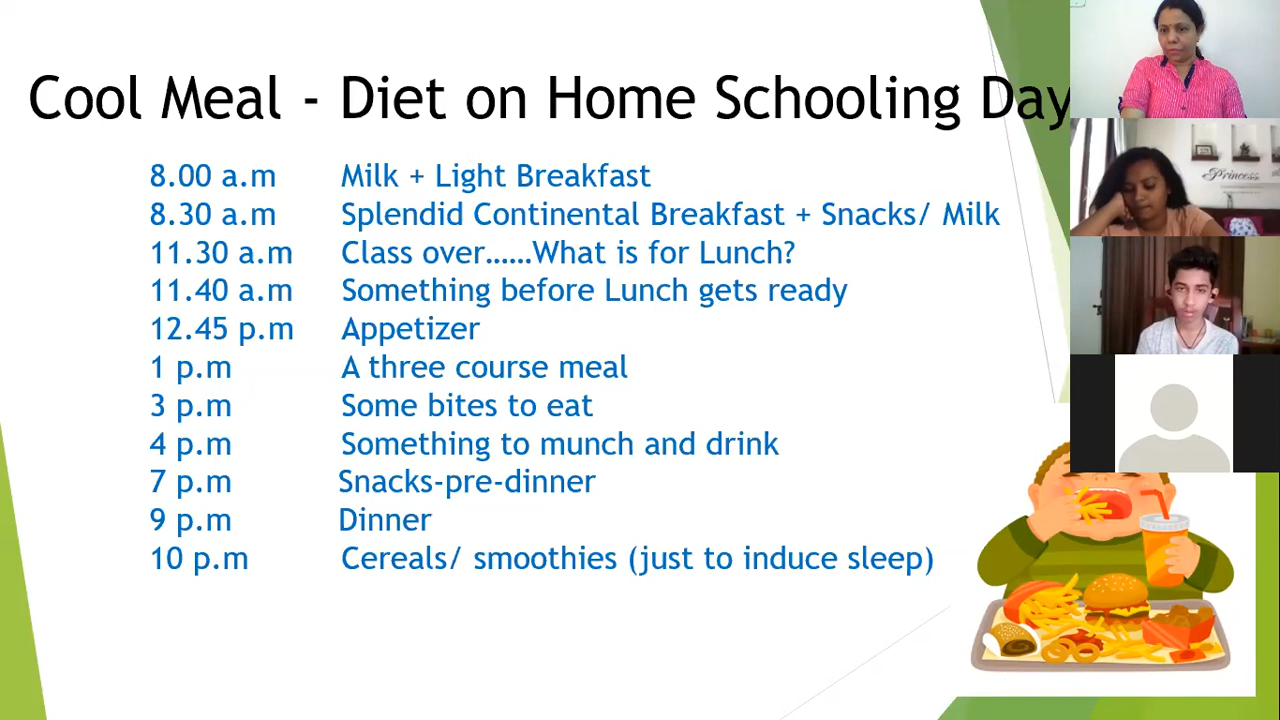 Cool Meal - Diet on Home Schooling Day
8.00 a.m Milk + Light Breakfast
8.30 a.m Splendid Continental Breakfast + Snacks/ Milk
11.30 a.m Class over……What is for Lunch?
11.40 a.m Something before Lunch gets ready
12.45 p.m Appetizer
1 p.m A three course meal
3 p.m Some bites to eat
4 p.m Something to munch and drink
7 p.m Snacks-pre-dinner
9 p.m Dinner
10 p.m Cereals/ smoothies (just to induce sleep)
Princess